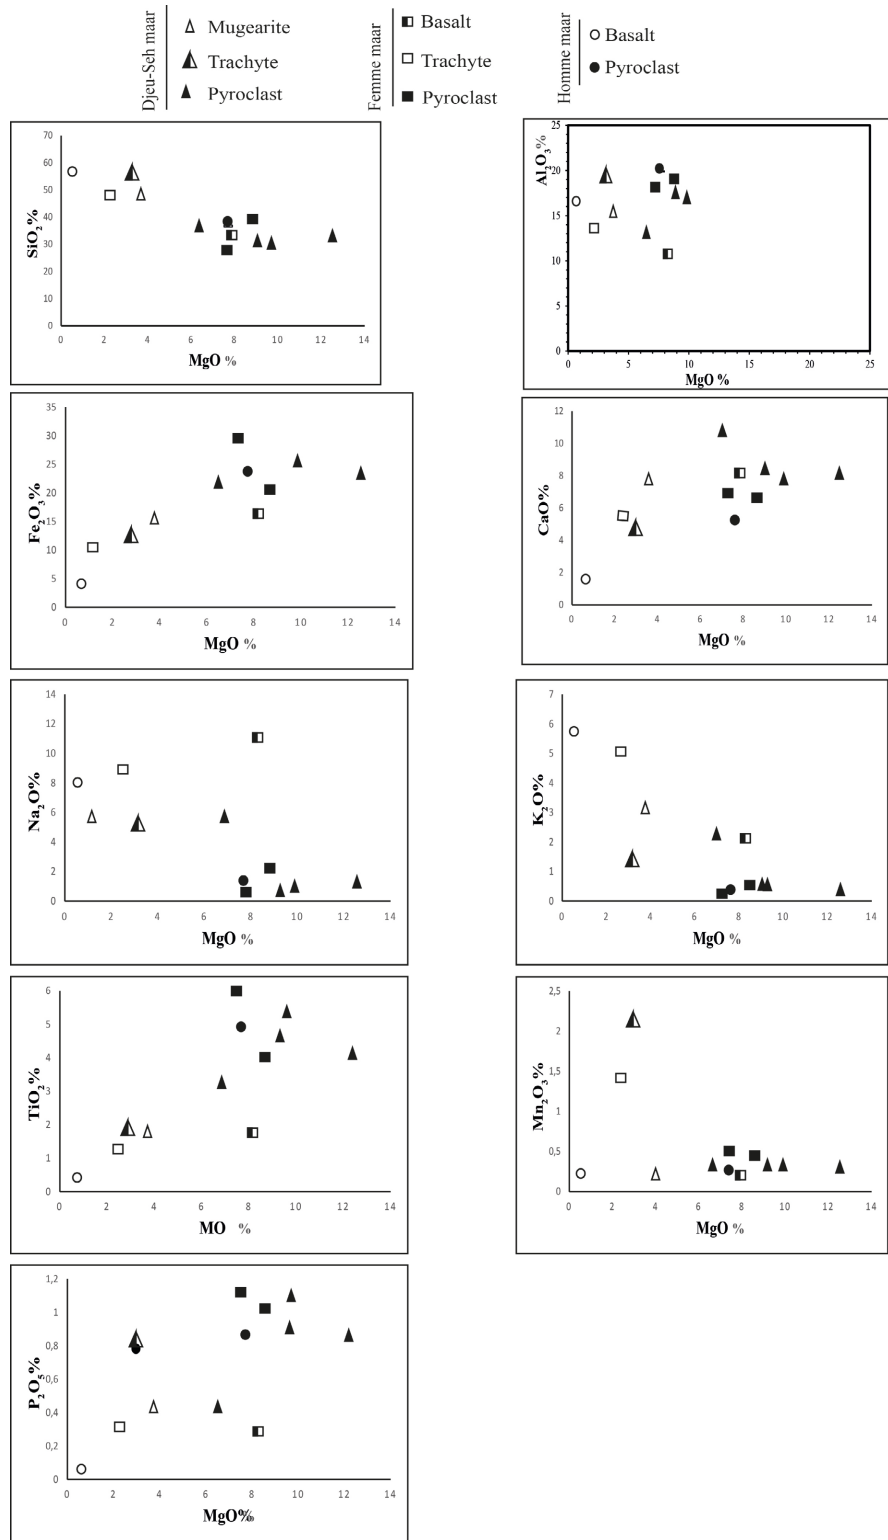 Djeu-Seh maar
Mugearite
Trachyte
Pyroclast
Femme maar
Basalt
Trachyte
Pyroclast
Homme maar
Basalt
Pyroclast
SiO₂%
70
60
50
40
30
20
10
0
0 2 4 6 8 10 12 14
MgO %
Al₂O₃%
25
20
15
10
5
0
0 5 10 15 20 25
MgO %
Fe₂O₃%
35
30
25
20
15
10
5
0
0 2 4 6 8 10 12 14
MgO %
CaO%
12
10
8
6
4
2
0
0 2 4 6 8 10 12 14
MgO %
Na₂O%
14
12
10
8
6
4
2
0
0 2 4 6 8 10 12 14
MgO %
K₂O%
7
6
5
4
3
2
1
0
0 2 4 6 8 10 12 14
MgO %
TiO₂%
6
5
4
3
2
1
0
0 2 4 6 8 10 12 14
MO %
Mn₂O₃%
2,5
2
1,5
1
0,5
0
0 2 4 6 8 10 12 14
MgO %
P₂O₅%
1,2
1
0,8
0,6
0,4
0,2
0
0 2 4 6 8 10 12 14
MgO%